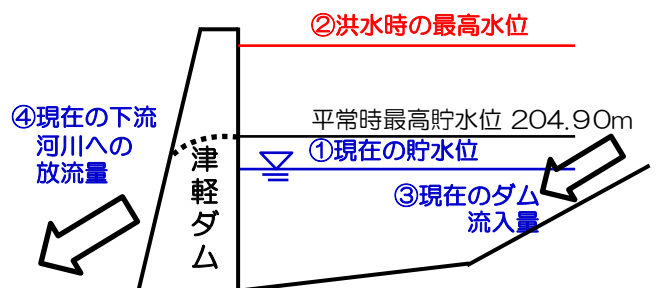 ②洪水時の最高水位
④現在の下流
河川への
放流量
平常時最高貯水位 204.90m
①現在の貯水位
津軽ダム
③現在のダム
流入量